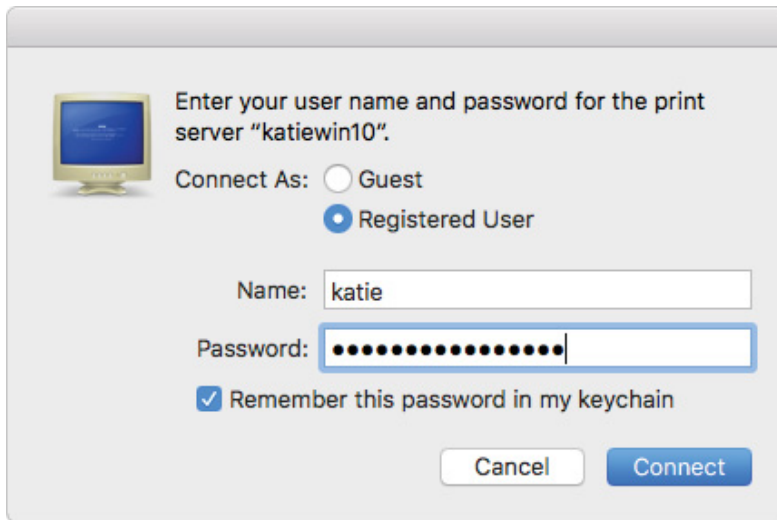 Enter your user name and password for the print
server “katiewin10”.
Connect As: Guest
Registered User
Name: katie
Password: ••••••••••••••••
Remember this password in my keychain
Cancel Connect